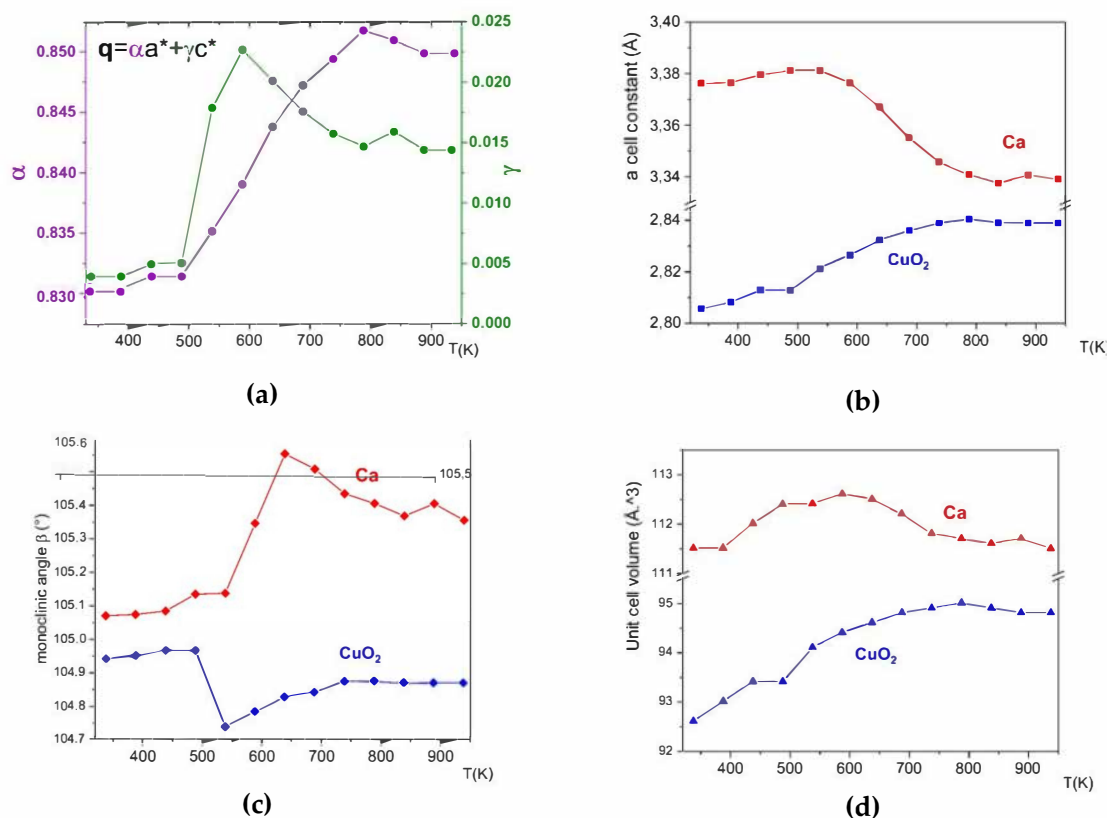 q=αa*+γc*
0.850
0.845
0.840
0.835
0.830
α
0.025
0.020
0.015
0.010
0.005
0.000
γ
400 500 600 700 800 900
T(K)
(a)
3,40
3,38
3,36
3,34
2,84
2,82
2,80
a cell constant (Å)
Ca
CuO₂
400 500 600 700 800 900
T(K)
(b)
105.6
105,5
105.4
105.3
105.2
105.1
105.0
104.9
104.8
104.7
monoclinic angle β (°)
Ca
CuO₂
400 500 600 700 800 900
T(K)
(c)
113
112
111
95
94
93
92
Unit cell volume (Å.^3)
Ca
CuO₂
400 500 600 700 800 900
T(K)
(d)